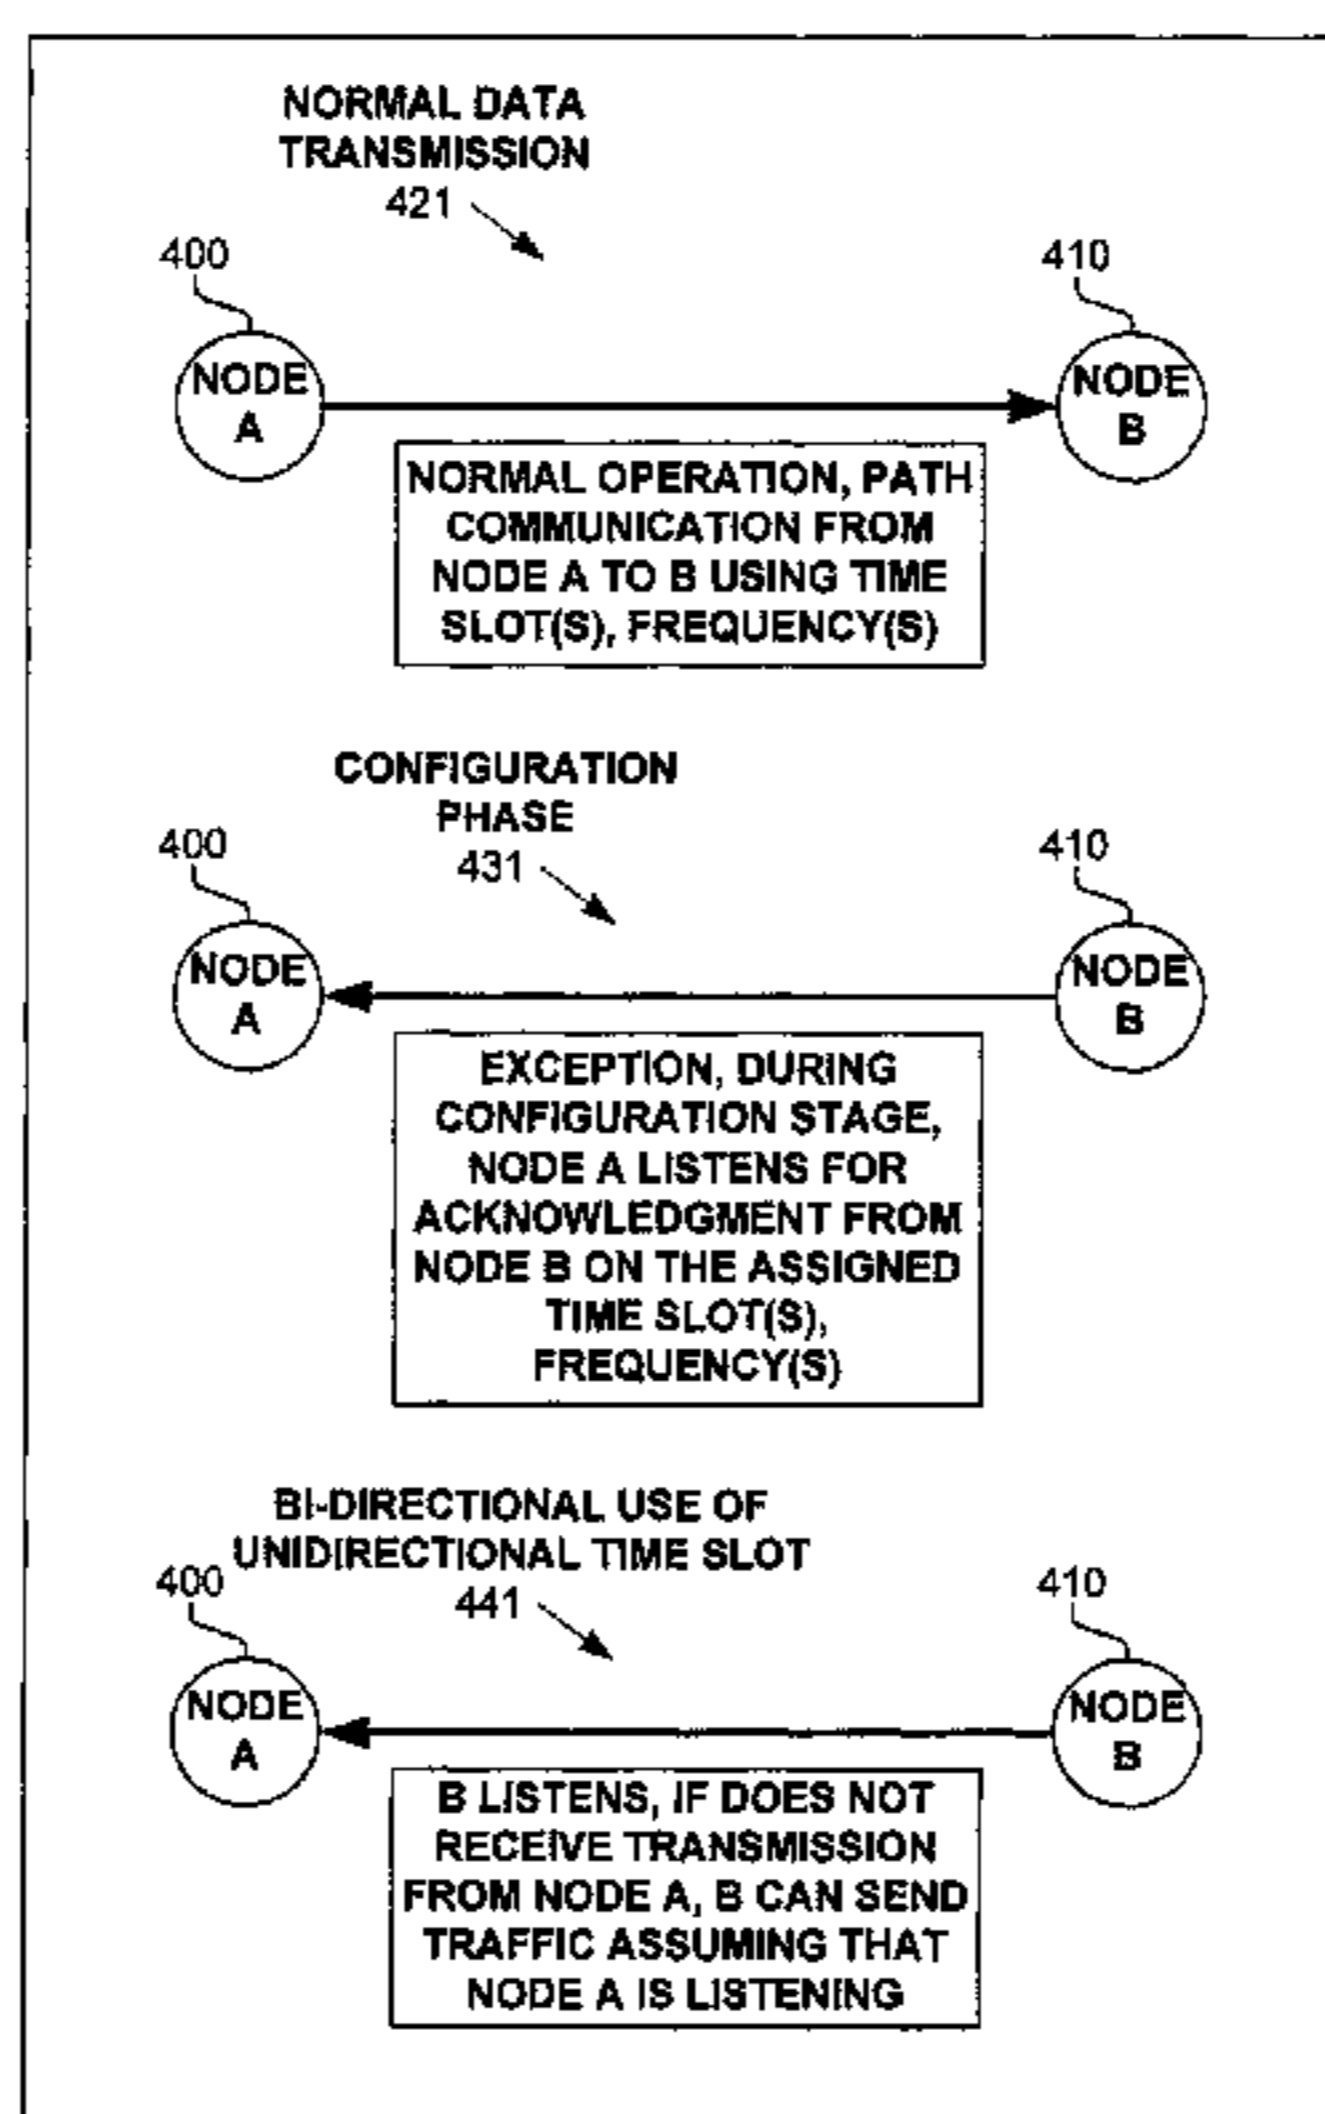 NORMAL DATA
TRANSMISSION
421
400
410
NODE
A
NODE
B
NORMAL OPERATION, PATH
COMMUNICATION FROM
NODE A TO B USING TIME
SLOT(S), FREQUENCY(S)
CONFIGURATION
PHASE
431
400
410
NODE
A
NODE
B
EXCEPTION, DURING
CONFIGURATION STAGE,
NODE A LISTENS FOR
ACKNOWLEDGMENT FROM
NODE B ON THE ASSIGNED
TIME SLOT(S),
FREQUENCY(S)
BI-DIRECTIONAL USE OF
UNIDIRECTIONAL TIME SLOT
441
400
410
NODE
A
NODE
B
B LISTENS, IF DOES NOT
RECEIVE TRANSMISSION
FROM NODE A, B CAN SEND
TRAFFIC ASSUMING THAT
NODE A IS LISTENING